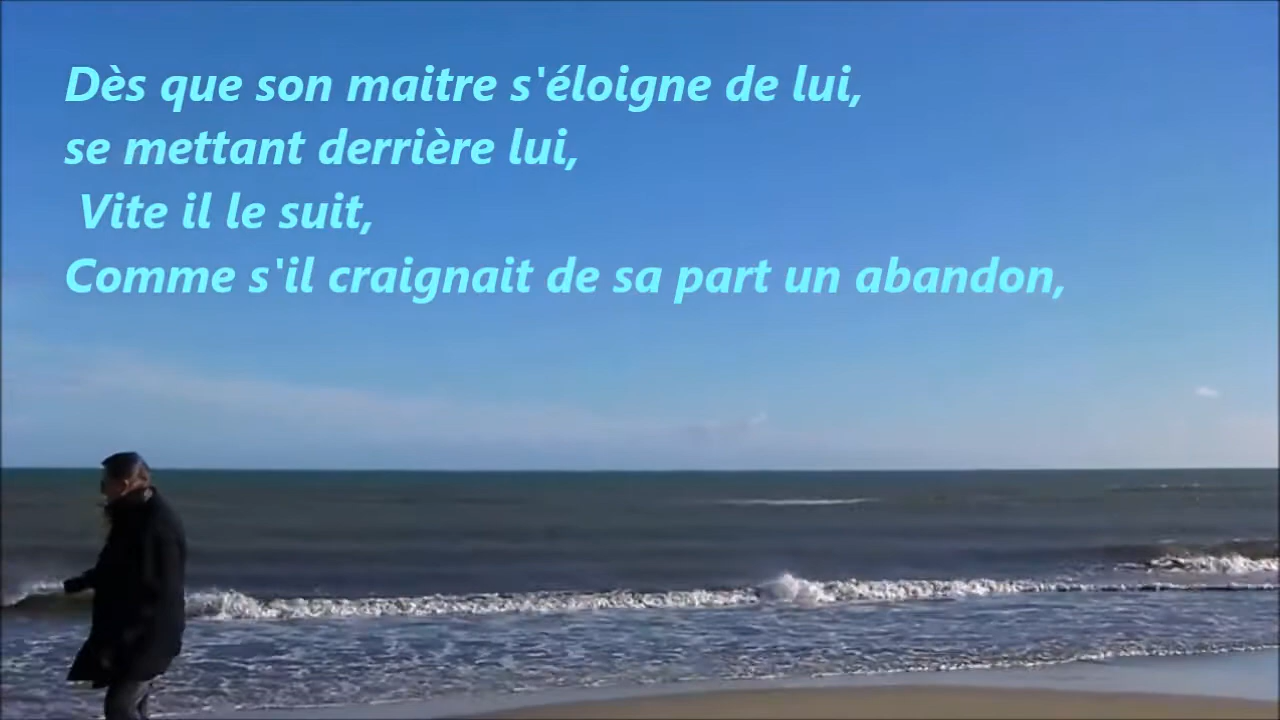 Dès que son maitre s'éloigne de lui,
se mettant derrière lui,
Vite il le suit,
Comme s'il craignait de sa part un abandon,